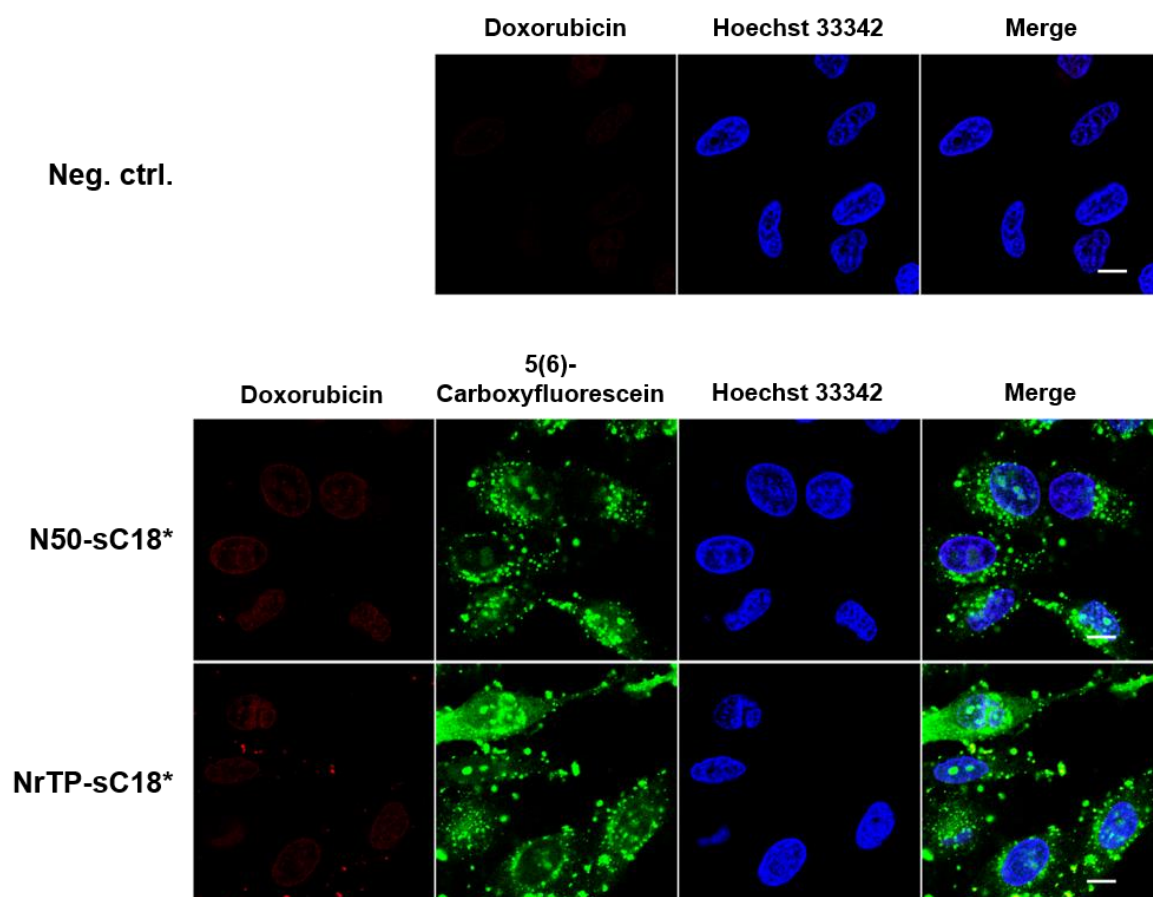 Doxorubicin Hoechst 33342 Merge
Neg. ctrl.
5(6)-
Doxorubicin Carboxyfluorescein Hoechst 33342 Merge
N50-sC18*
NrTP-sC18*